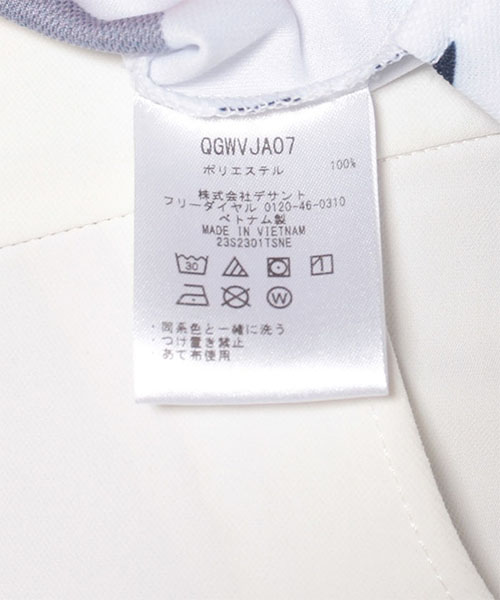 QGWVJA07
ポリエステル 100%
株式会社デサント
フリーダイヤル 0120-46-0310
ベトナム製
MADE IN VIETNAM
23S2301TSNE
30
W
・同系色と一緒に洗う
・つけ置き禁止
・あて布使用